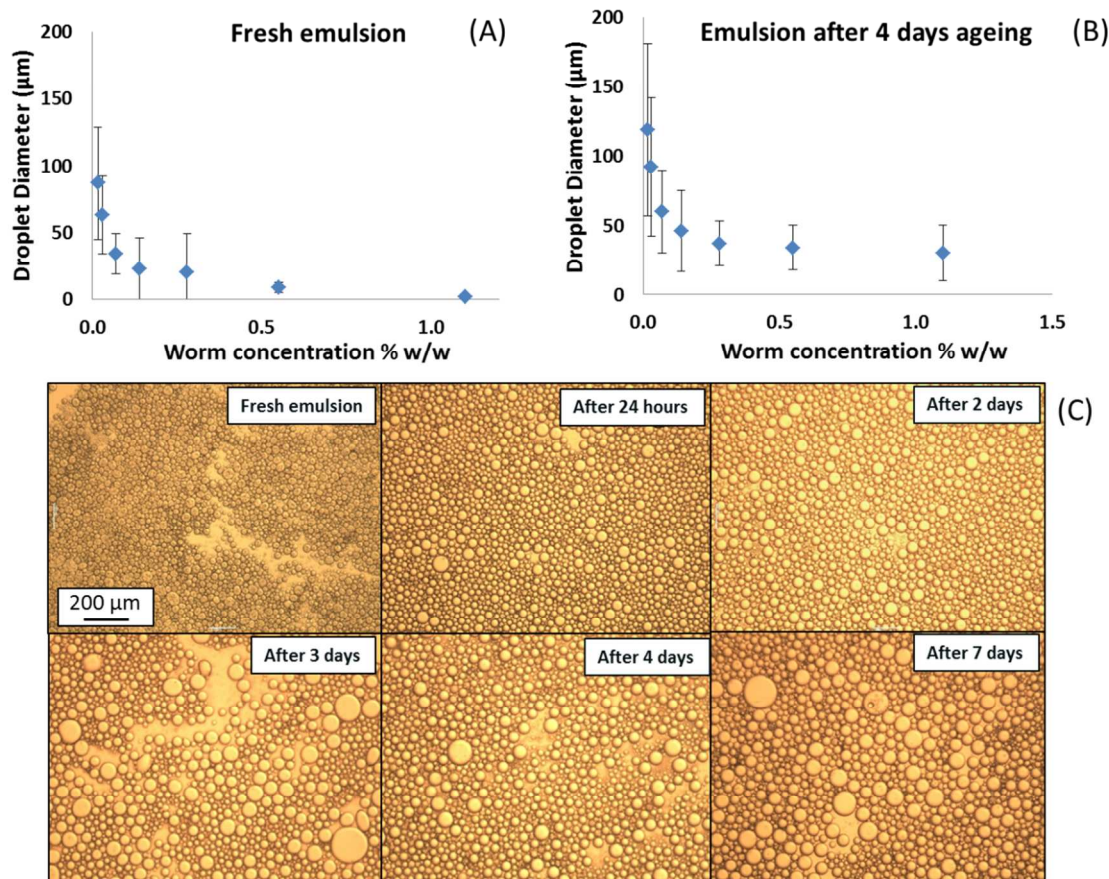 Fresh emulsion
(A)
200
150
100
50
0
Droplet Diameter (µm)
0.0
0.5
1.0
Worm concentration % w/w
Emulsion after 4 days ageing
(B)
200
150
100
50
0
Droplet Diameter (µm)
0.0
0.5
1.0
1.5
Worm concentration % w/w
(C)
Fresh emulsion
After 24 hours
After 2 days
200 µm
After 3 days
After 4 days
After 7 days